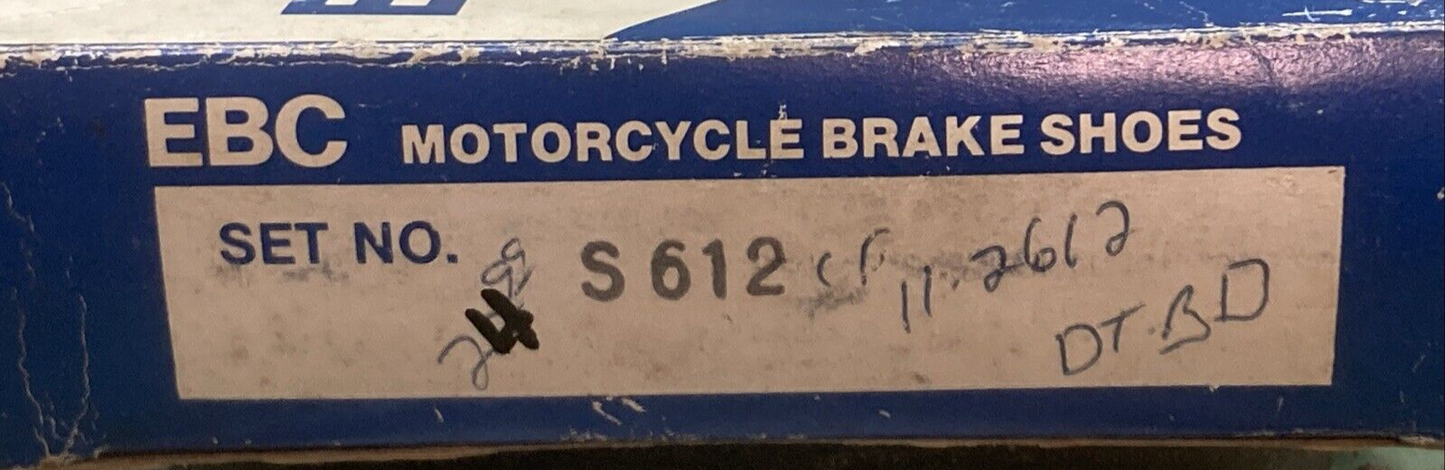 EBC MOTORCYCLE BRAKE SHOES
SET NO. S 612 11-2612
DT.BD